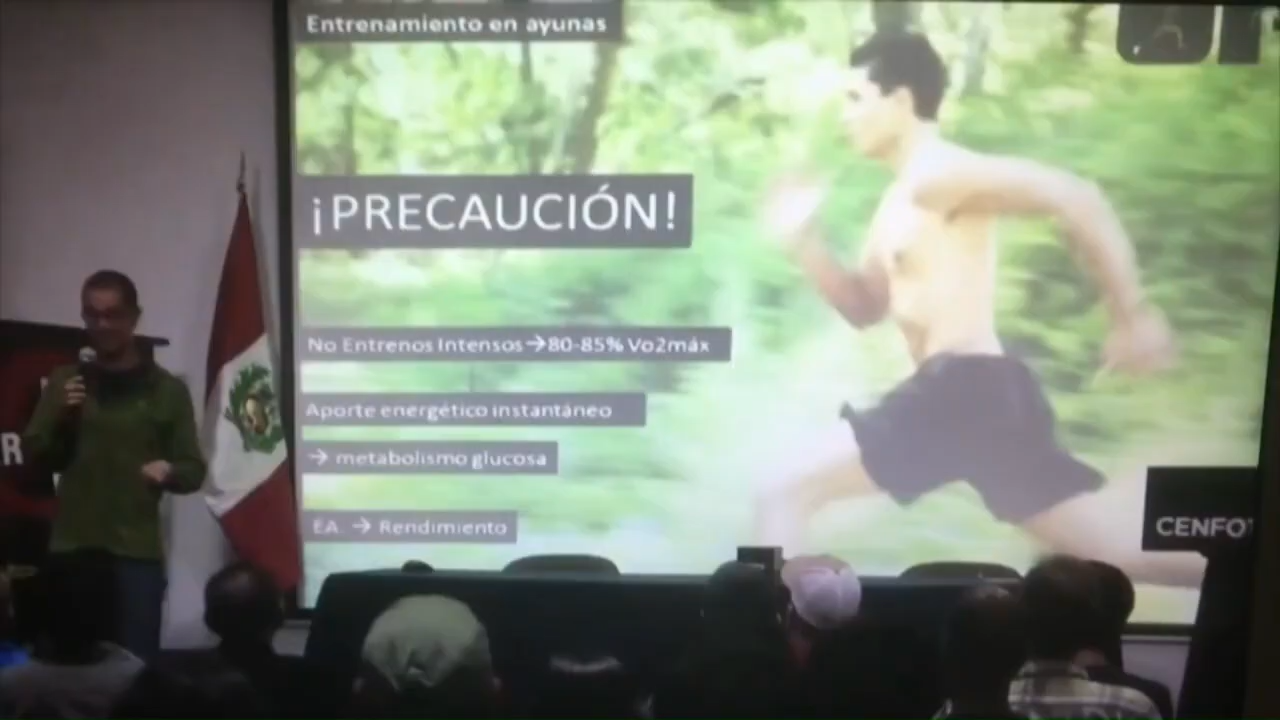 Entrenamiento en ayunas
¡PRECAUCIÓN!
No Entrenos Intensos→80-85% Vo2máx
Aporte energético instantáneo
→ metabolismo glucosa
EA → Rendimiento
CENFOT
R